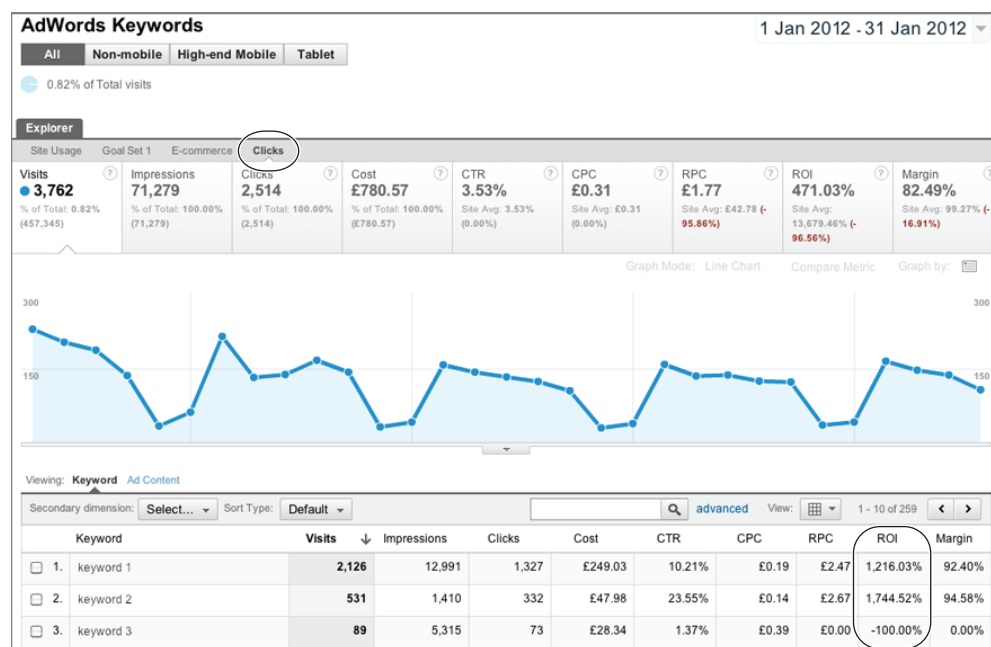 AdWords Keywords
1 Jan 2012 - 31 Jan 2012
All Non-mobile High-end Mobile Tablet
0.82% of Total visits
Explorer
Site Usage Goal Set 1 E-commerce Clicks
Visits ? Impressions ? Clicks ? Cost ? CTR ? CPC ? RPC ? ROI ? Margin ?
3,762 71,279 2,514 £780.57 3.53% £0.31 £1.77 471.03% 82.49%
% of Total: 0.82% % of Total: 100.00% % of Total: 100.00% % of Total: 100.00% Site Avg: 3.53% Site Avg: £0.31 Site Avg: £42.78 (- Site Avg: Site Avg: 99.27% (-
(457,345) (71,279) (2,514) (£780.57) (0.00%) (0.00%) 95.86%) 13,679.46% (- 16.91%)
96.56%)
Graph Mode: Line Chart Compare Metric Graph by:
300 300
150 150
Viewing: Keyword Ad Content
Secondary dimension: Select... Sort Type: Default advanced View: 1 - 10 of 259
Keyword Visits Impressions Clicks Cost CTR CPC RPC ROI Margin
1. keyword 1 2,126 12,991 1,327 £249.03 10.21% £0.19 £2.47 1,216.03% 92.40%
2. keyword 2 531 1,410 332 £47.98 23.55% £0.14 £2.67 1,744.52% 94.58%
3. keyword 3 89 5,315 73 £28.34 1.37% £0.39 £0.00 -100.00% 0.00%